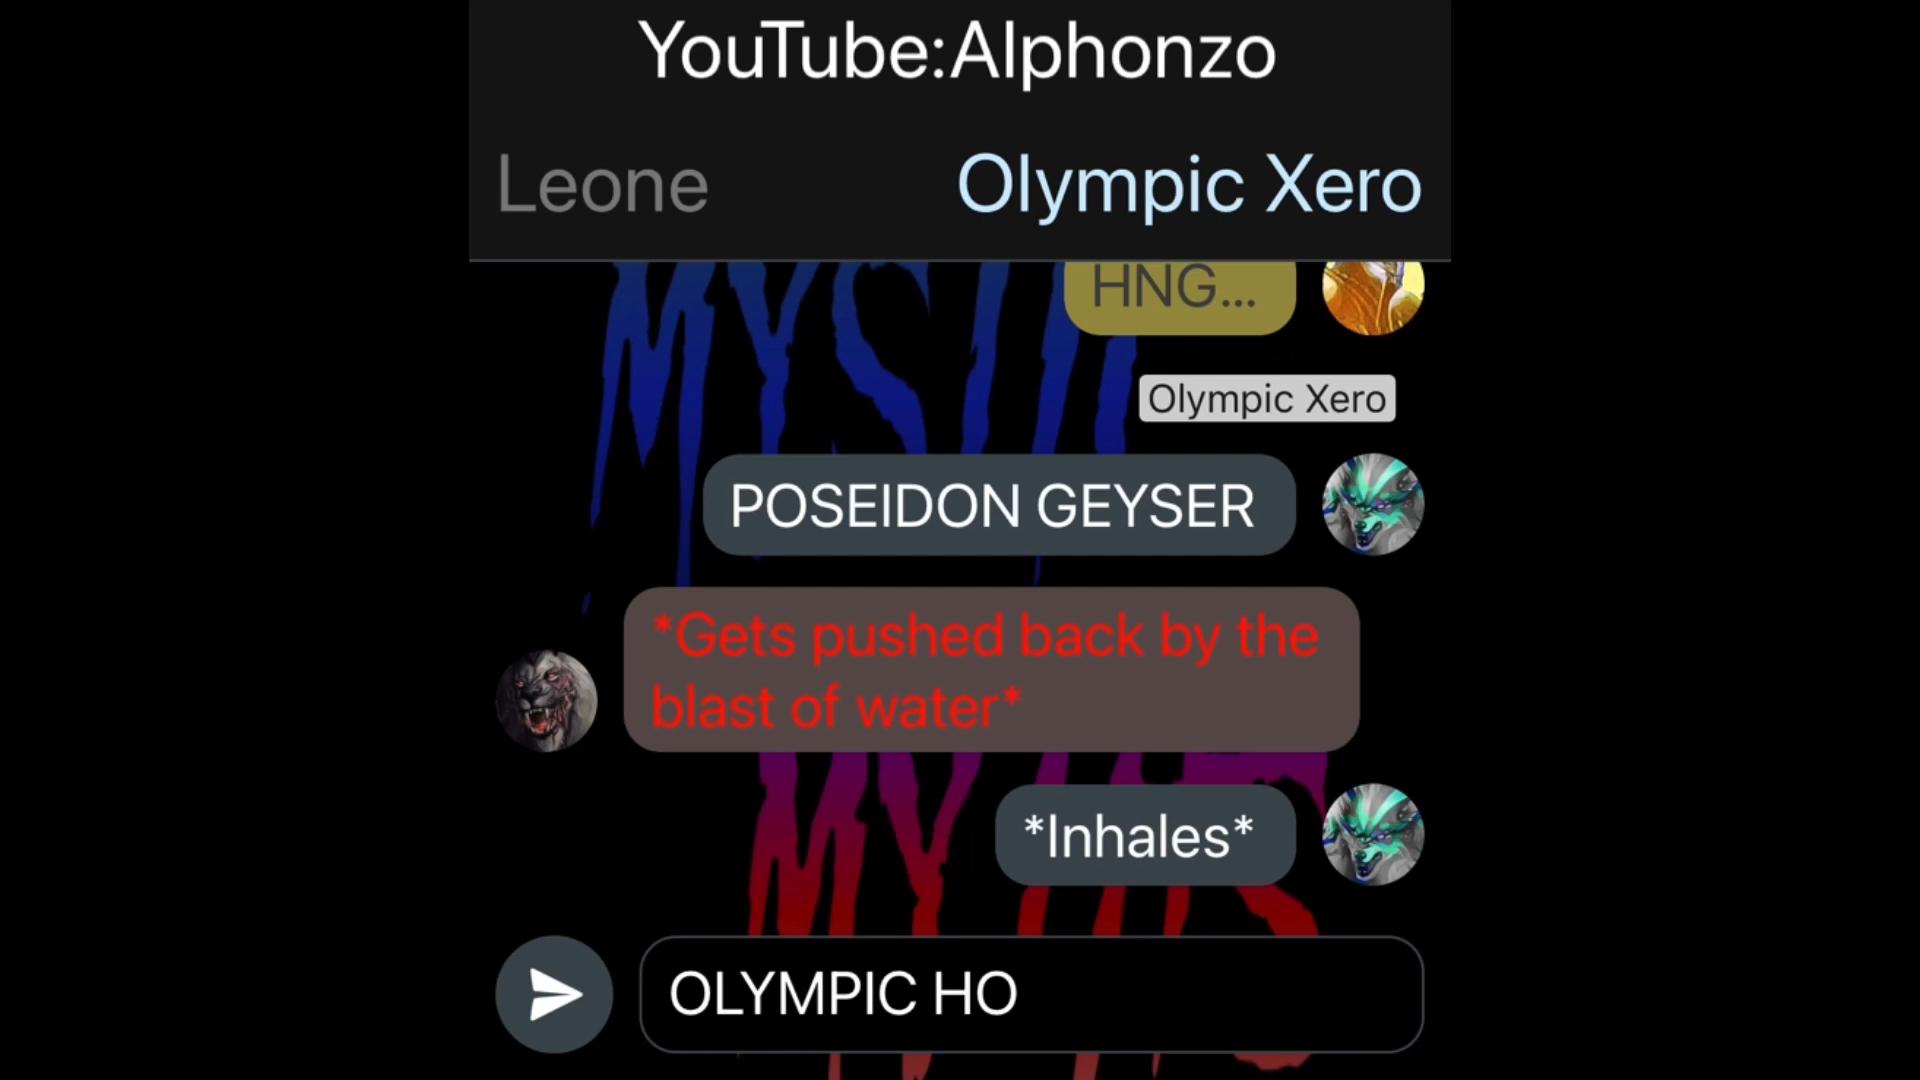 YouTube:Alphonzo
Leone
Olympic Xero
HNG...
Olympic Xero
POSEIDON GEYSER
*Gets pushed back by the
blast of water*
*Inhales*
OLYMPIC HO